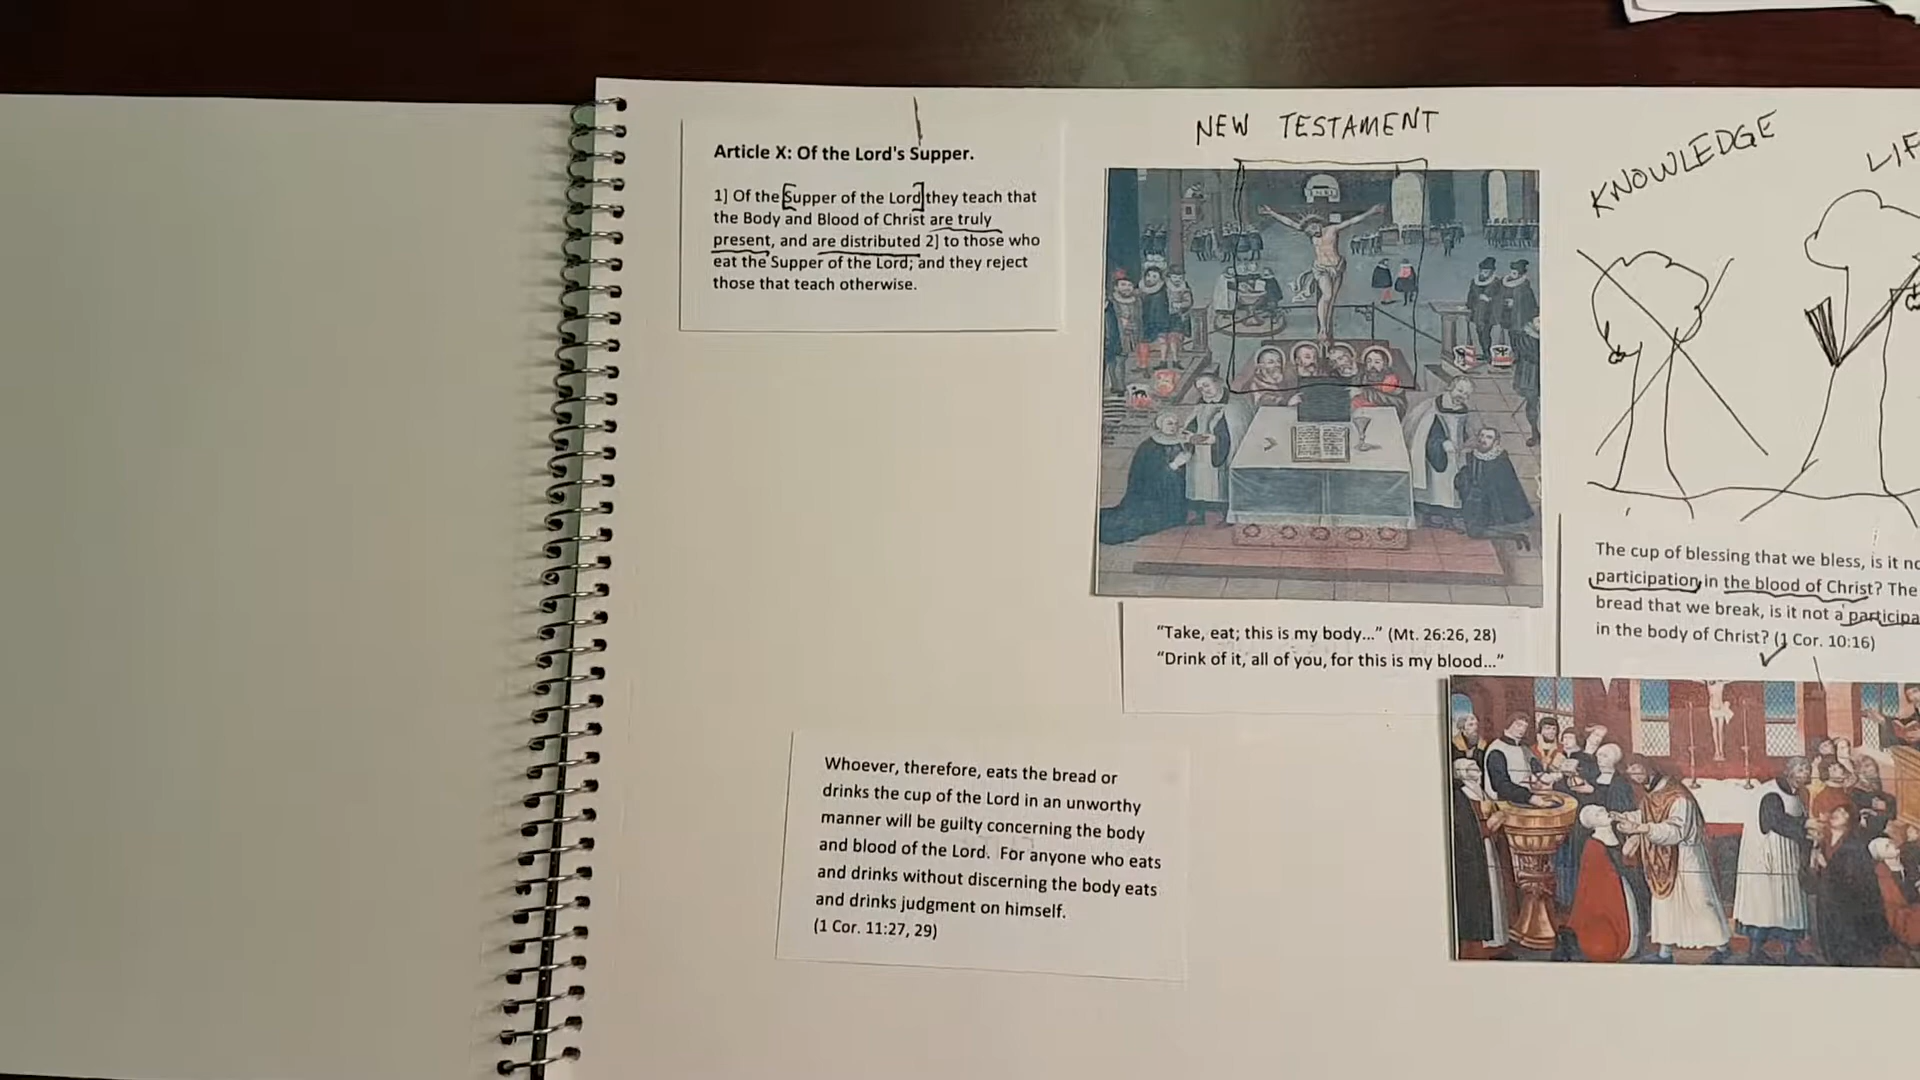 Article X: Of the Lord's Supper.
1] Of the [Supper of the Lord] they teach that
the Body and Blood of Christ are truly
present, and are distributed 2] to those who
eat the Supper of the Lord; and they reject
those that teach otherwise.
NEW TESTAMENT
“Take, eat; this is my body…” (Mt. 26:26, 28)
“Drink of it, all of you, for this is my blood…”
Whoever, therefore, eats the bread or
drinks the cup of the Lord in an unworthy
manner will be guilty concerning the body
and blood of the Lord. For anyone who eats
and drinks without discerning the body eats
and drinks judgment on himself.
(1 Cor. 11:27, 29)
KNOWLEDGE
LIF
The cup of blessing that we bless, is it no
participation in the blood of Christ? The
bread that we break, is it not a participa
in the body of Christ? (1 Cor. 10:16)